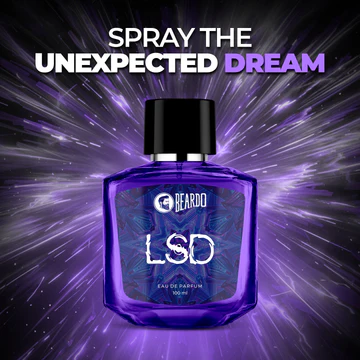 SPRAY THE
UNEXPECTED DREAM
BEARDO
LSD
EAU DE PARFUM
100 ml